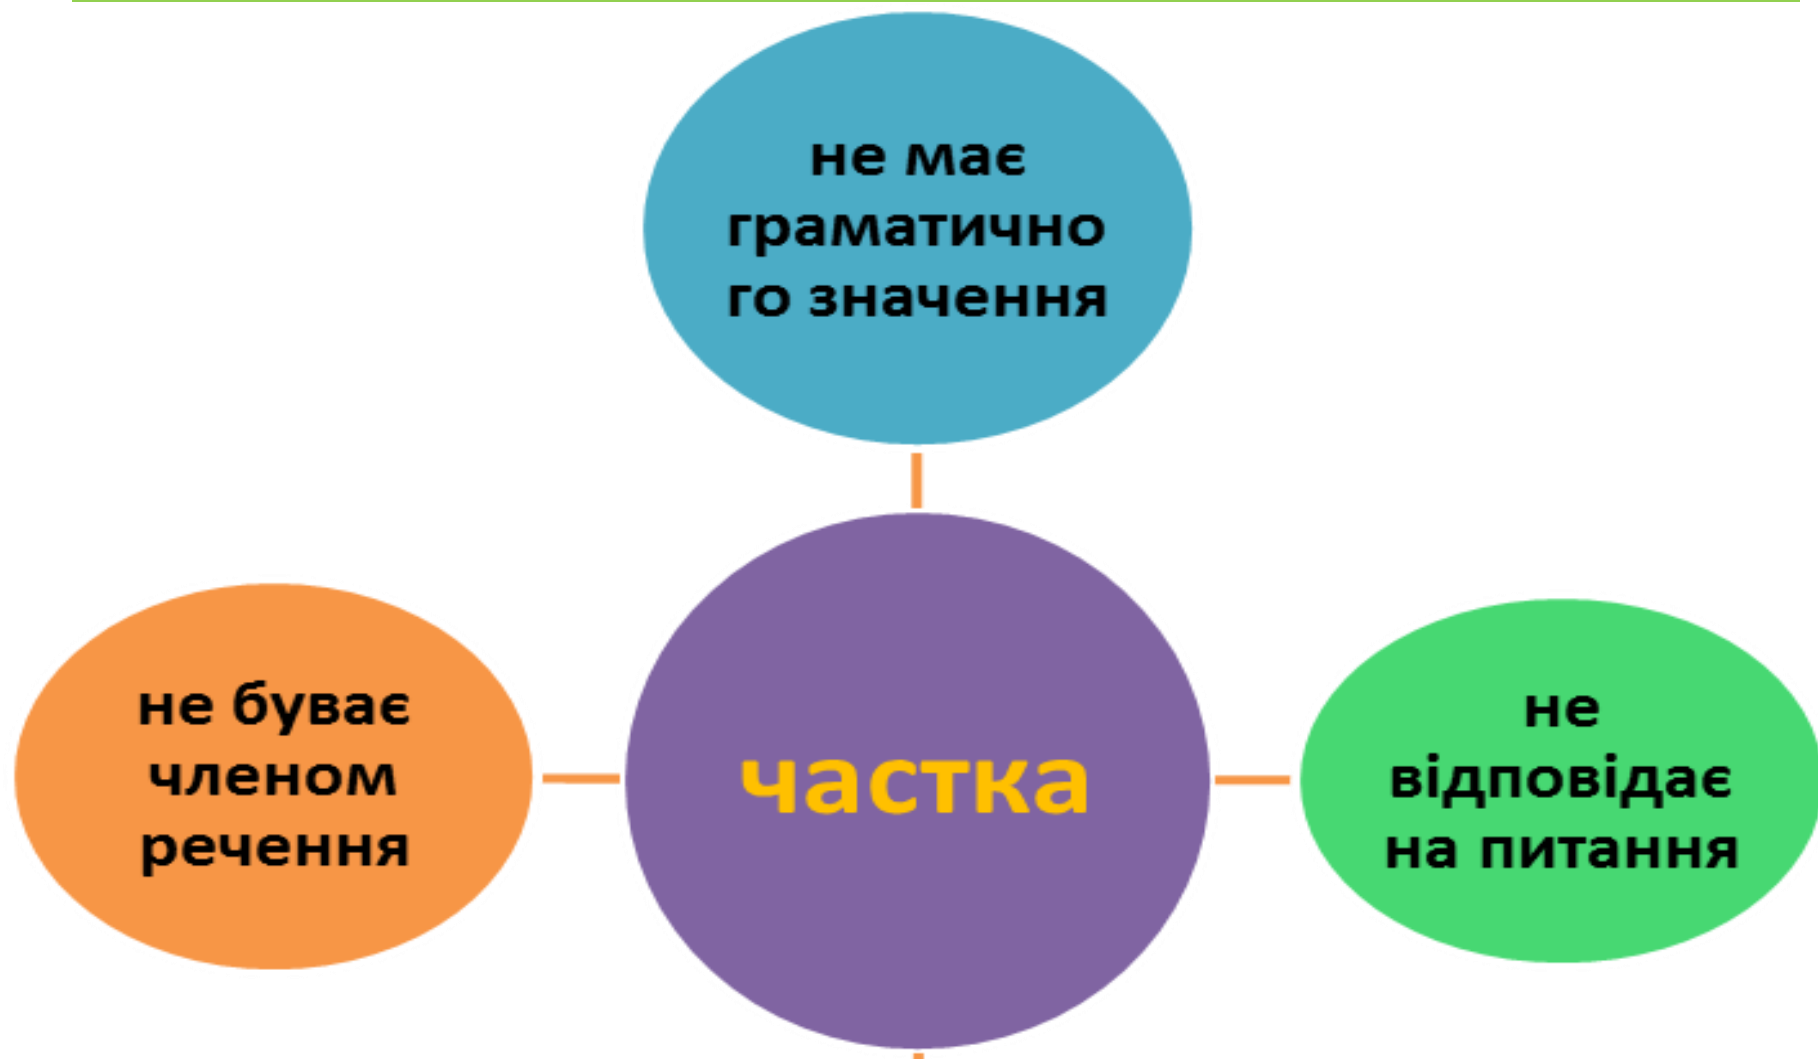 не має
граматично
го значення
не буває
членом
речення
частка
не
відповідає
на питання